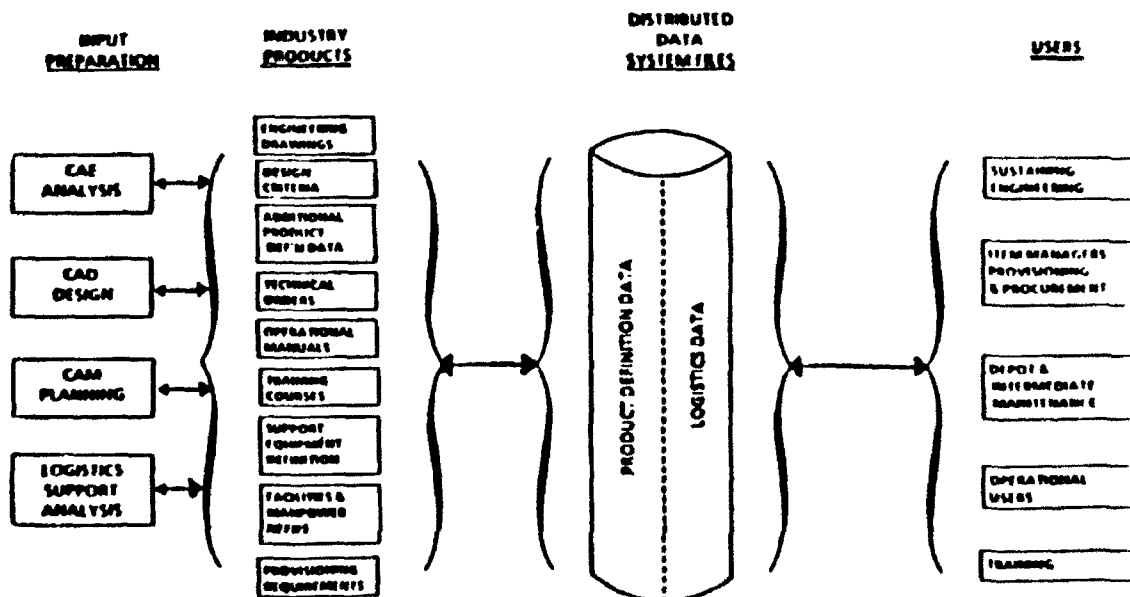 INPUT
PREPARATION
INDUSTRY
PRODUCTS
DISTRIBUTED
DATA
SYSTEM FILES
USERS
CAE
ANALYSIS
CAD
DESIGN
CAM
PLANNING
LOGISTICS
SUPPORT
ANALYSIS
ENGINEERING
DRAWINGS
DESIGN
CRITERIA
ADDITIONAL
PRODUCT
DEF'N DATA
TECHNICAL
ORDERS
OPERATIONAL
MANUALS
TRAINING
COURSES
SUPPORT
EQUIPMENT
DEFINITION
FACILITIES &
MANPOWER
PROVISIONING
REQUIREMENTS
PRODUCT DEFINITION DATA
LOGISTICS DATA
SUSTAINING
ENGINEERING
ITEM MANAGERS
PROVISIONING
& PROCUREMENT
DEPOT &
INTERMEDIATE
MAINTENANCE
OPERATIONAL
USERS
TRAINING